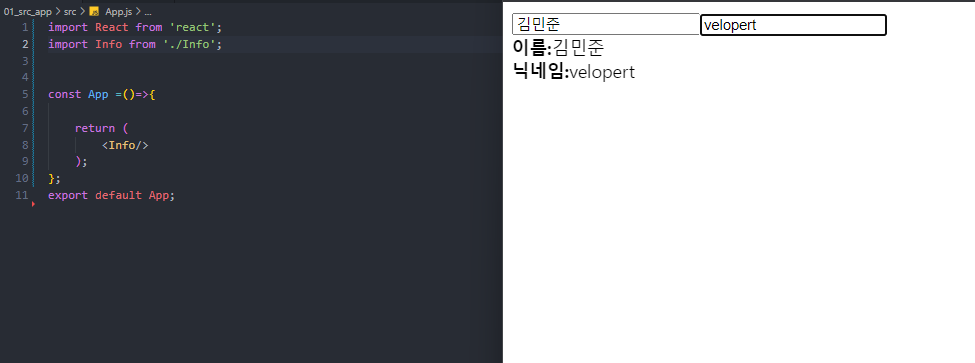 01_src_app > src > JS App.js > ...
1 import React from 'react';
2 import Info from './Info';
3
4
5 const App =()=>{
6
7 return (
8 <Info/>
9 );
10 };
11 export default App;
김민준 velopert
이름:김민준
닉네임:velopert